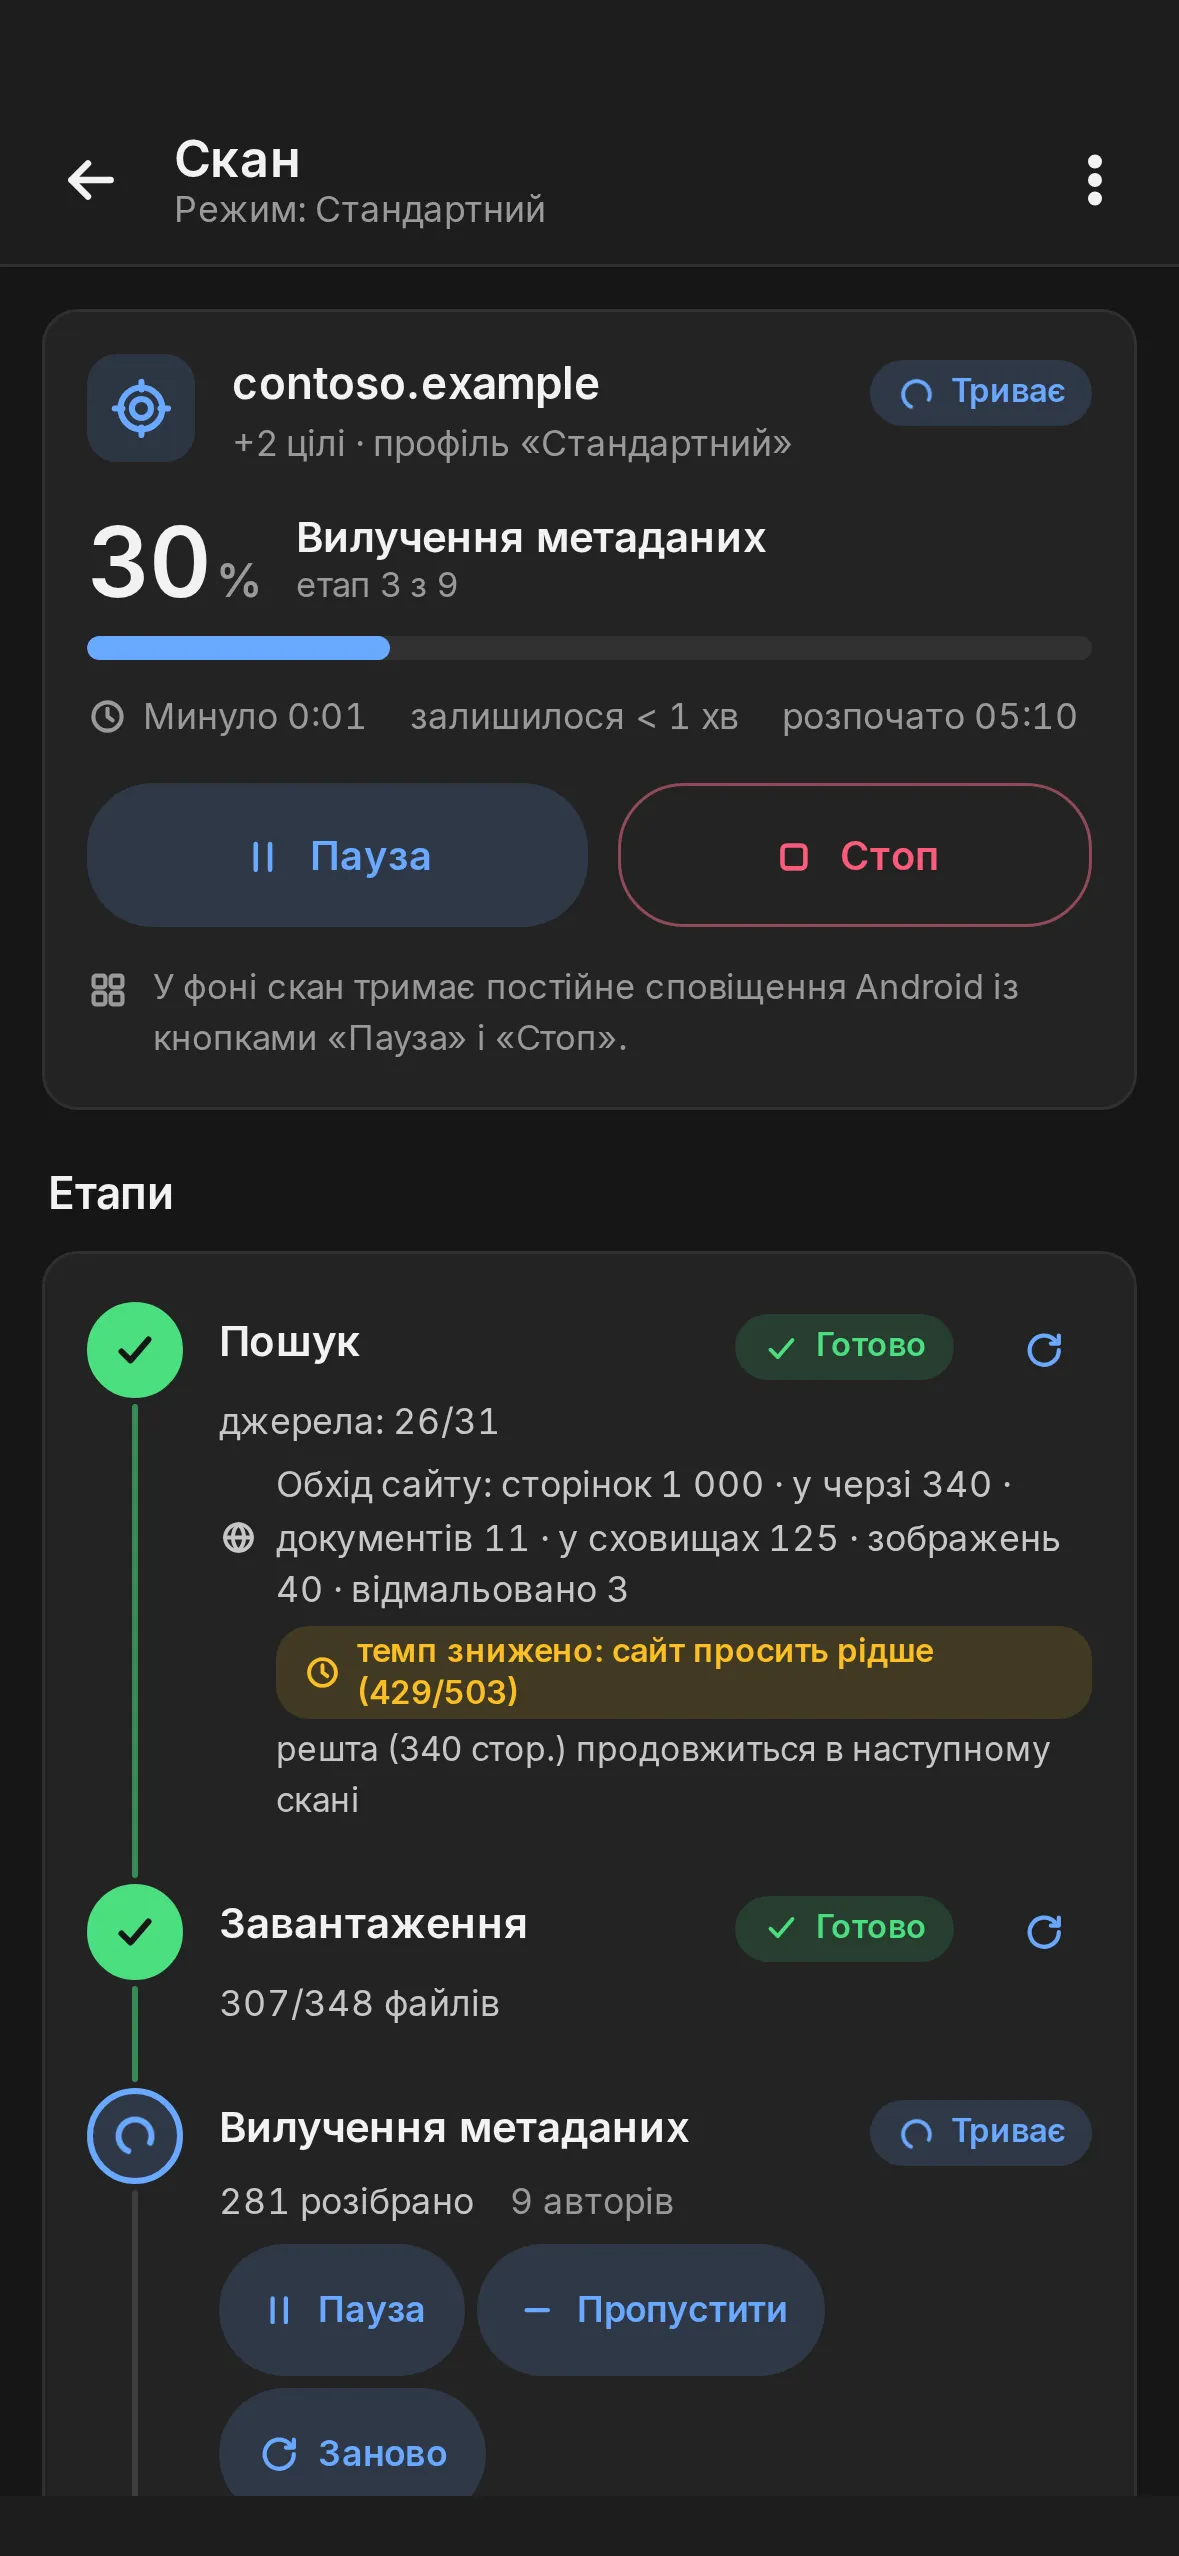 Скан
Режим: Стандартний
contoso.example
Триває
+2 цілі · профіль «Стандартний»
30 %
Вилучення метаданих
етап 3 з 9
Минуло 0:01 залишилося < 1 хв розпочато 05:10
Пауза
Стоп
У фоні скан тримає постійне сповіщення Android із
кнопками «Пауза» і «Стоп».
Етапи
Пошук
Готово
джерела: 26/31
Обхід сайту: сторінок 1 000 · у черзі 340 ·
документів 11 · у сховищах 125 · зображень
40 · відмальовано 3
темп знижено: сайт просить рідше
(429/503)
решта (340 стор.) продовжиться в наступному
скані
Завантаження
Готово
307/348 файлів
Вилучення метаданих
Триває
281 розібрано 9 авторів
Пауза
Пропустити
Заново